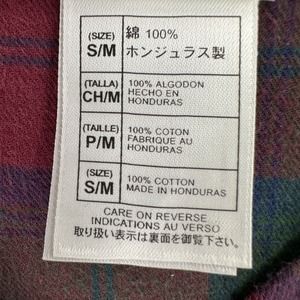 (SIZE) 綿 100%
S/M ホンジュラス製
(TALLA) 100% ALGODON
HECHO EN
CH/M HONDURAS
(TAILLE) 100% COTON
FABRIQUE AU
P/M HONDURAS
(SIZE) 100% COTTON
S/M MADE IN HONDURAS
CARE ON REVERSE
INDICATIONS AU VERSO
取り扱い表示は裏面を御覧下さい。